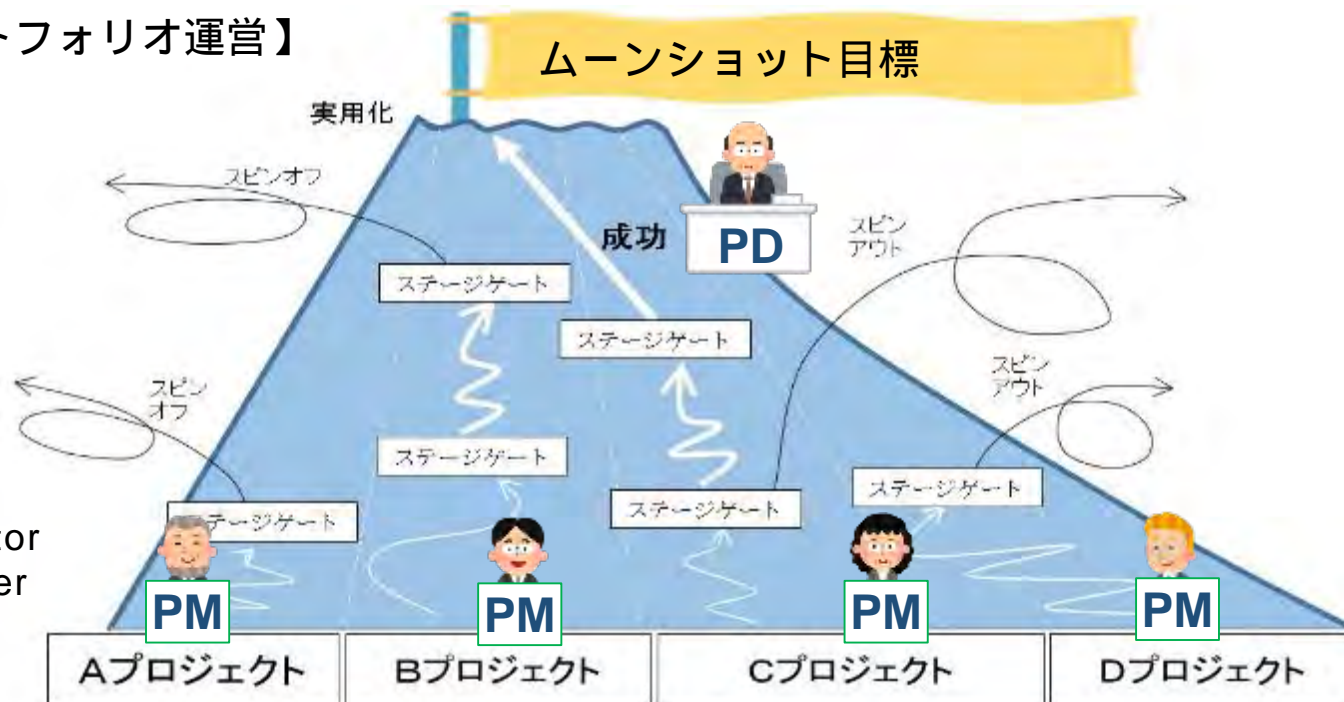 トフォリオ運営】
ムーンショット目標
実用化
スピンオフ
成功
PD
スピン
アウト
ステージゲート
ステージゲート
スピン
オフ
スピン
アウト
ステージゲート
ステージゲート
ステージゲート
テージゲート
tor
er
PM
PM
PM
PM
Aプロジェクト
Bプロジェクト
Cプロジェクト
Dプロジェクト